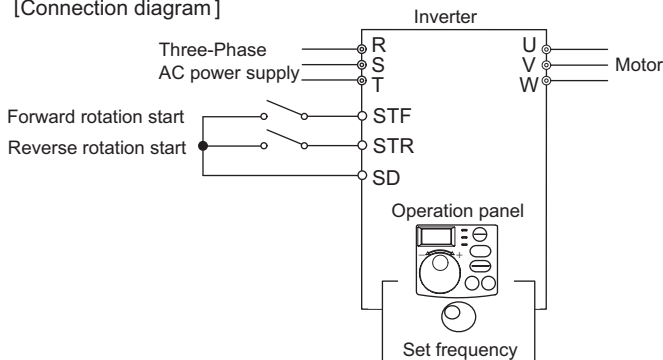 [Connection diagram]
Inverter
Three-Phase
AC power supply
R
S
T
U
V
W
Motor
Forward rotation start
STF
Reverse rotation start
STR
SD
Operation panel
- +
Set frequency